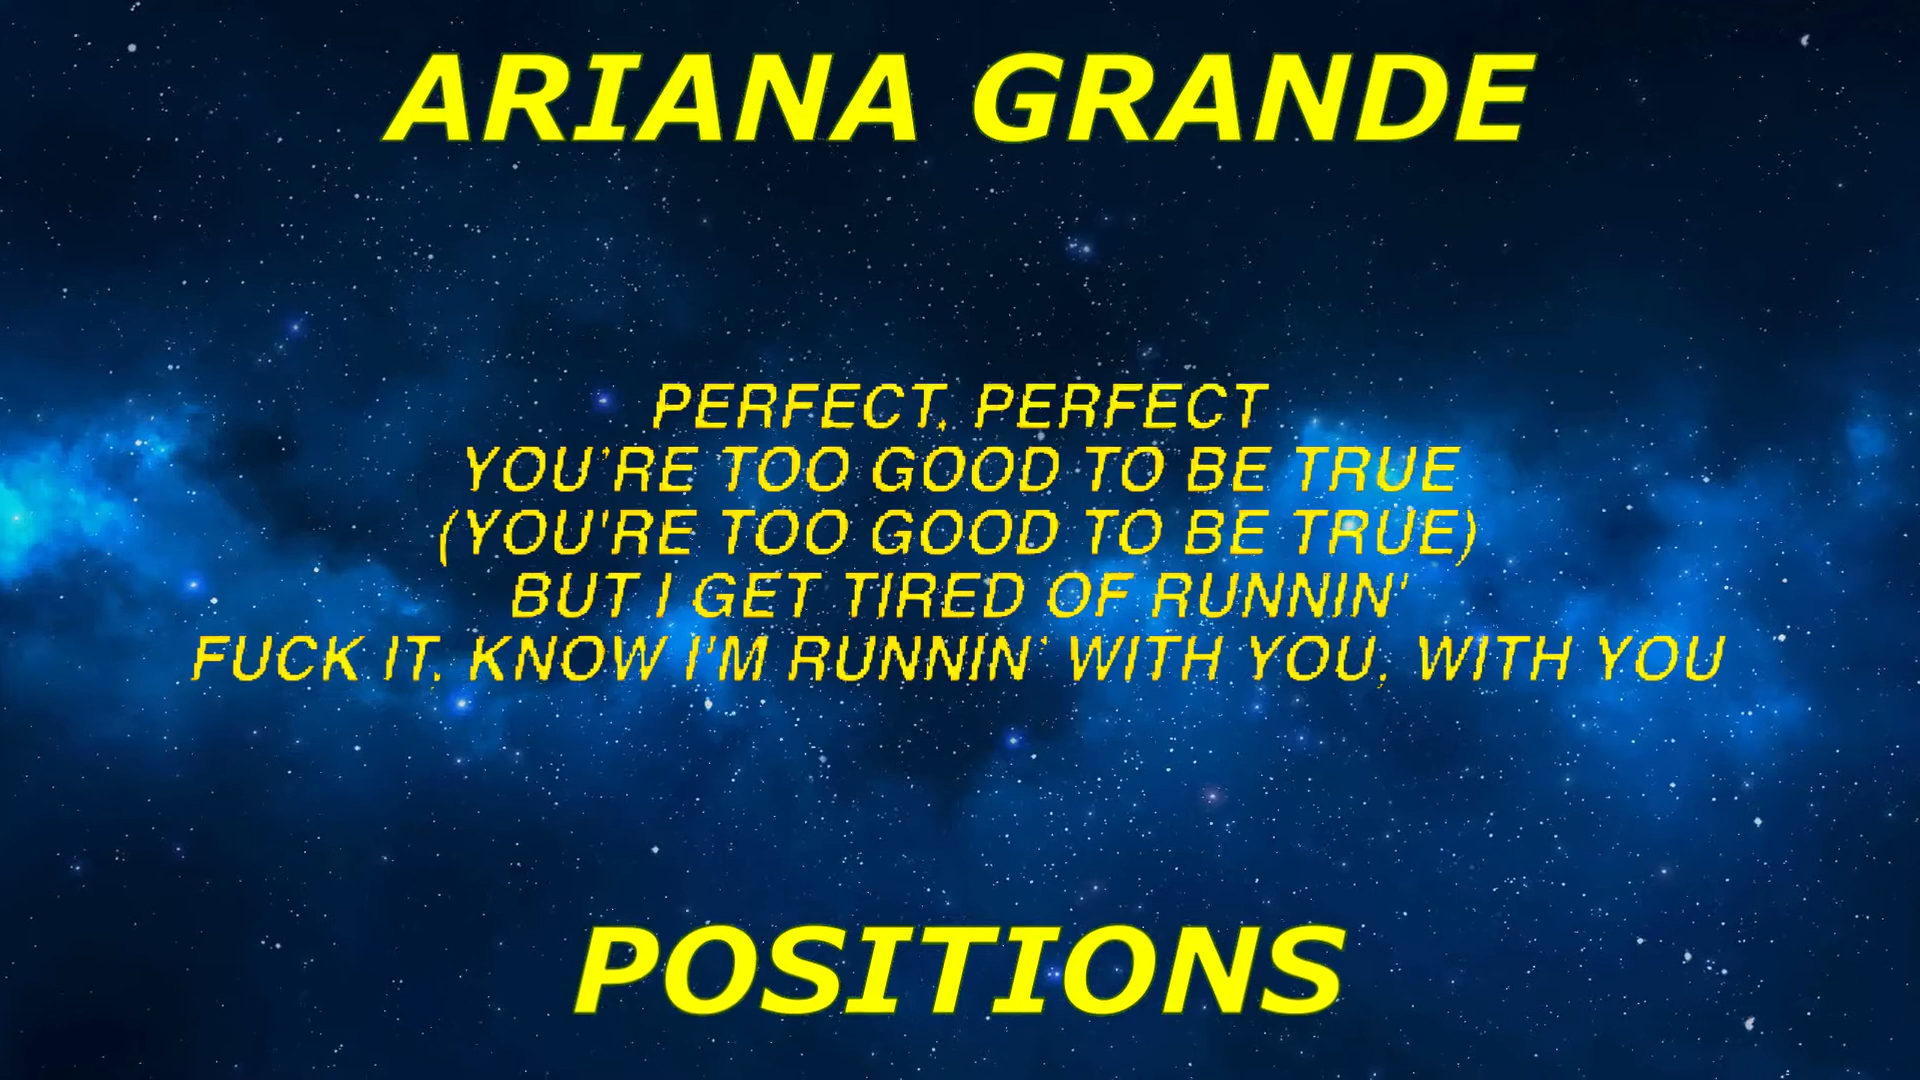 ARIANA GRANDE
PERFECT, PERFECT
YOU'RE TOO GOOD TO BE TRUE
(YOU'RE TOO GOOD TO BE TRUE)
BUT I GET TIRED OF RUNNIN'
FUCK IT, KNOW I'M RUNNIN' WITH YOU, WITH YOU
POSITIONS